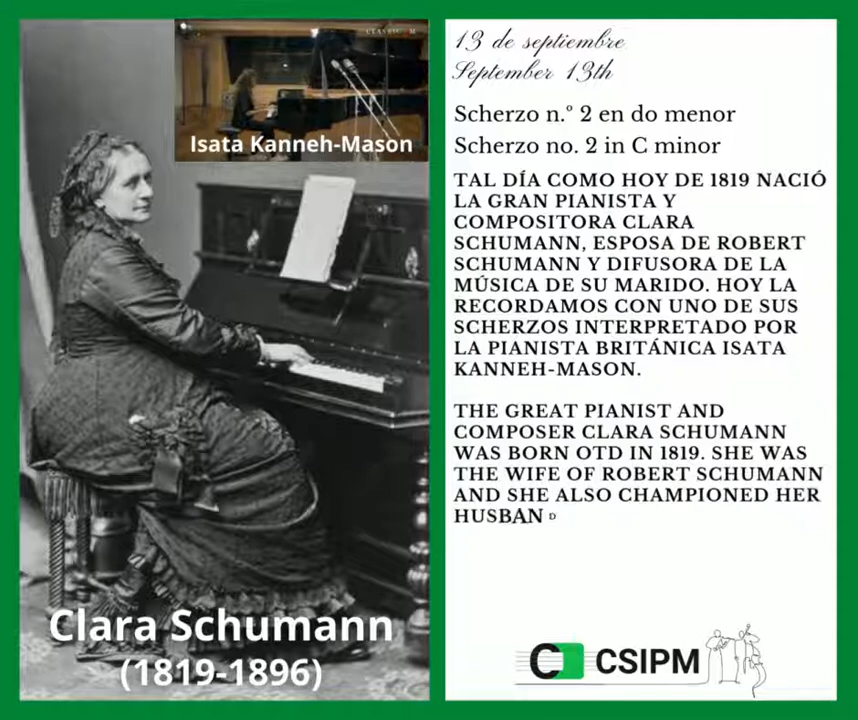 CLASSIC FM
Isata Kanneh-Mason
Clara Schumann
(1819-1896)
13 de septiembre
September 13th
Scherzo n.º 2 en do menor
Scherzo no. 2 in C minor
TAL DÍA COMO HOY DE 1819 NACIÓ
LA GRAN PIANISTA Y
COMPOSITORA CLARA
SCHUMANN, ESPOSA DE ROBERT
SCHUMANN Y DIFUSORA DE LA
MÚSICA DE SU MARIDO. HOY LA
RECORDAMOS CON UNO DE SUS
SCHERZOS INTERPRETADO POR
LA PIANISTA BRITÁNICA ISATA
KANNEH-MASON.
THE GREAT PIANIST AND
COMPOSER CLARA SCHUMANN
WAS BORN OTD IN 1819. SHE WAS
THE WIFE OF ROBERT SCHUMANN
AND SHE ALSO CHAMPIONED HER
HUSBAND
C CSIPM